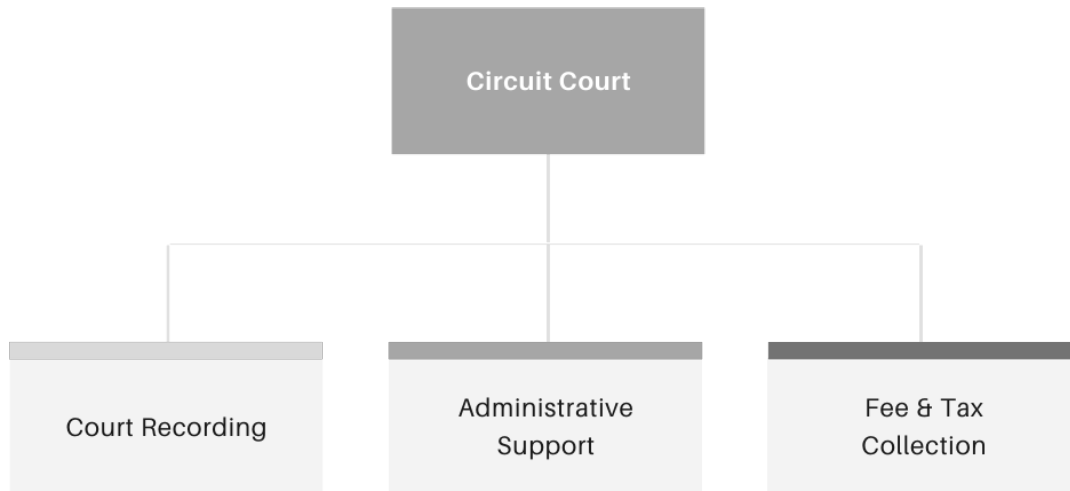 Circuit Court
Court Recording
Administrative
Support
Fee & Tax
Collection